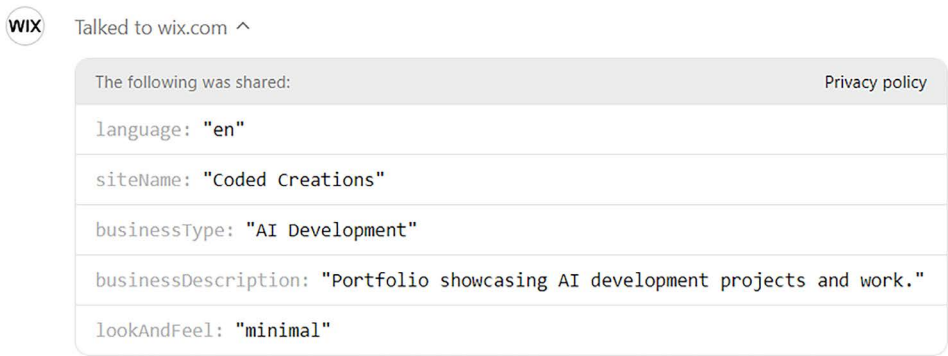 WIX
Talked to wix.com
The following was shared: Privacy policy
language: "en"
siteName: "Coded Creations"
businessType: "AI Development"
businessDescription: "Portfolio showcasing AI development projects and work."
lookAndFeel: "minimal"